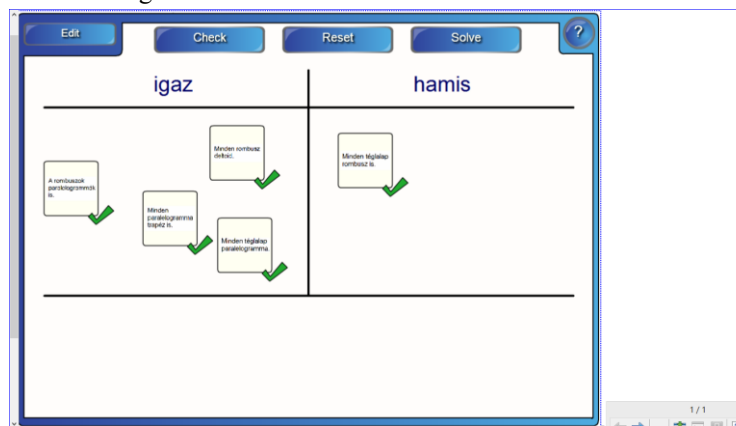 Edit
Check
Reset
Solve
?
igaz
hamis
Minden rombusz
deltoid.
Minden téglalap
rombusz is.
A rombuszok
paralelogrammák
is.
Minden
paralelogramma
trapéz is.
Minden téglalap
paralelogramma.
1 / 1